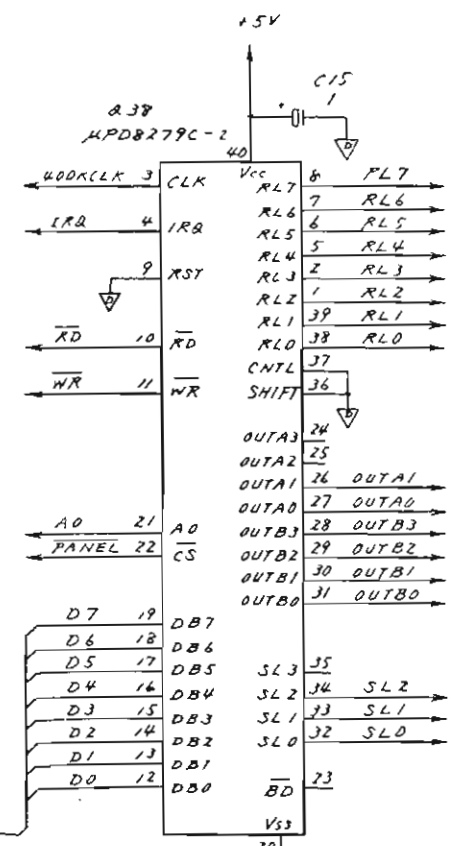 +5V
C15
1
+
Q38
µPD8279C-2
40
Vcc
D
400KCLK 3 CLK RL7 8 RL7
RL6 7 RL6
IRQ 4 IRQ RL5 6 RL5
RL4 5 RL4
9 RST RL3 2 RL3
D
RL2 1 RL2
RL1 39 RL1
RD 10 RD RL0 38 RL0
CNTL 37
WR 11 WR SHIFT 36
D
OUTA3 24
OUTA2 25
OUTA1 26 OUTA1
OUTA0 27 OUTA0
A0 21 A0 OUTB3 28 OUTB3
PANEL 22 CS OUTB2 29 OUTB2
OUTB1 30 OUTB1
OUTB0 31 OUTB0
D7 19 DB7
D6 18 DB6
D5 17 DB5 SL3 35
D4 16 DB4 SL2 34 SL2
D3 15 DB3 SL1 33 SL1
D2 14 DB2 SL0 32 SL0
D1 13 DB1
D0 12 DB0 BD 23
Vss